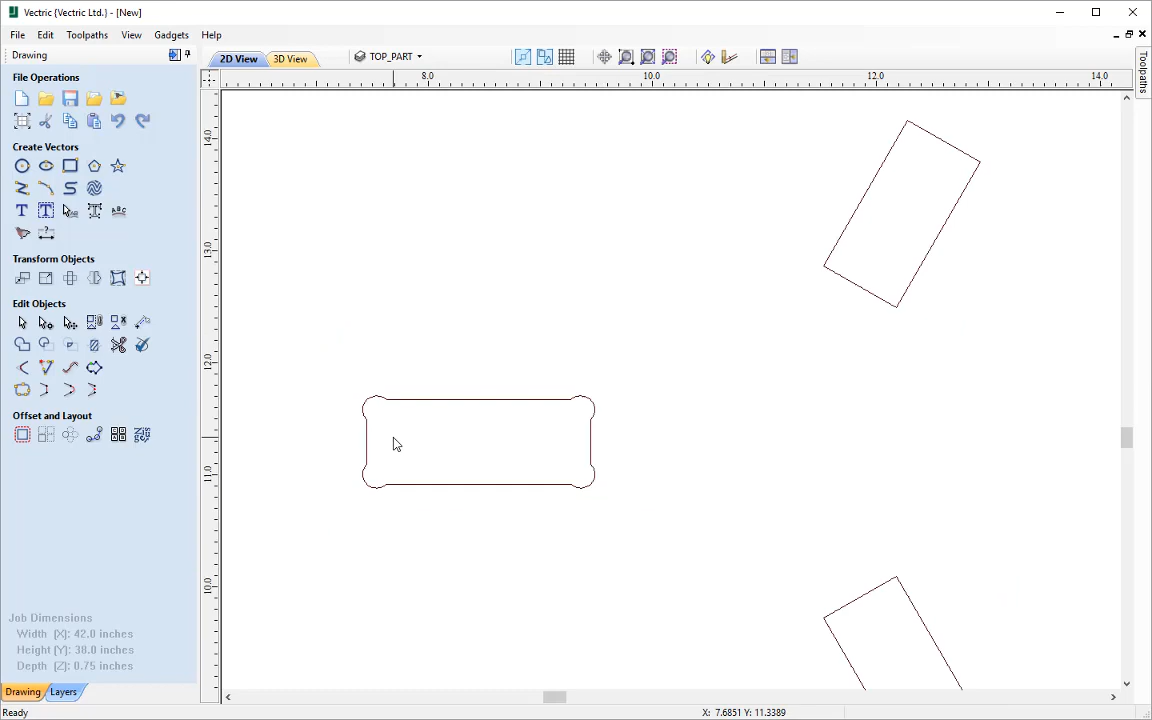 Vectric {Vectric Ltd.} - [New]
File Edit Toolpaths View Gadgets Help
Drawing
2D View 3D View TOP_PART
8.0 10.0 12.0 14.0
File Operations
Create Vectors
Transform Objects
Edit Objects
Offset and Layout
14.0
13.0
12.0
11.0
10.0
Toolpaths
Job Dimensions
Width (X): 42.0 inches
Height (Y): 38.0 inches
Depth (Z): 0.75 inches
Drawing Layers
Ready X: 7.6851 Y: 11.3389